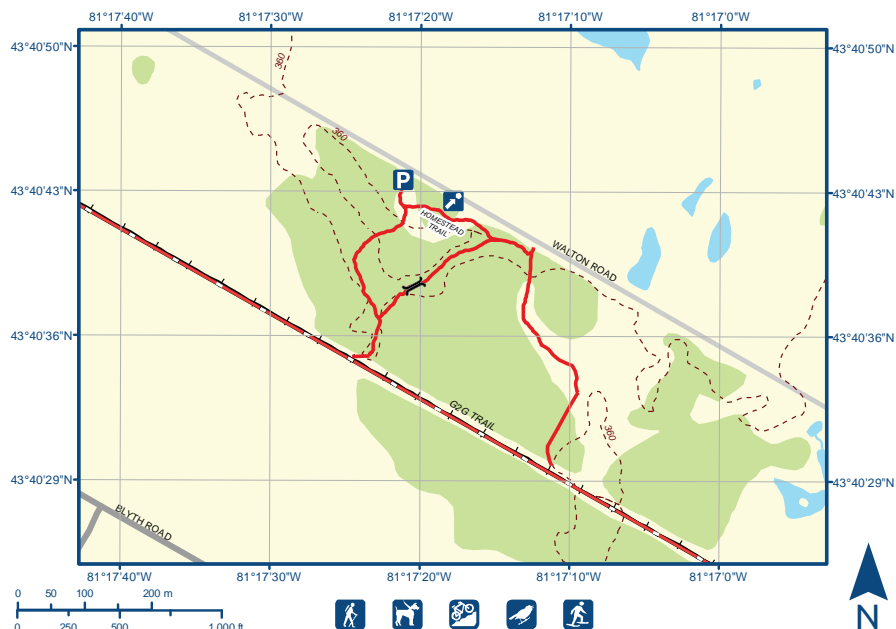 81°17'40"W 81°17'30"W 81°17'20"W 81°17'10"W 81°17'0"W
43°40'50"N 43°40'50"N
360
360
P
43°40'43"N 43°40'43"N
HOMESTEAD
TRAIL
WALTON ROAD
43°40'36"N 43°40'36"N
G2G TRAIL
360
43°40'29"N 43°40'29"N
BLYTH ROAD
81°17'40"W 81°17'30"W 81°17'20"W 81°17'10"W 81°17'0"W
0 50 100 200 m
0 250 500 1,000 ft
N